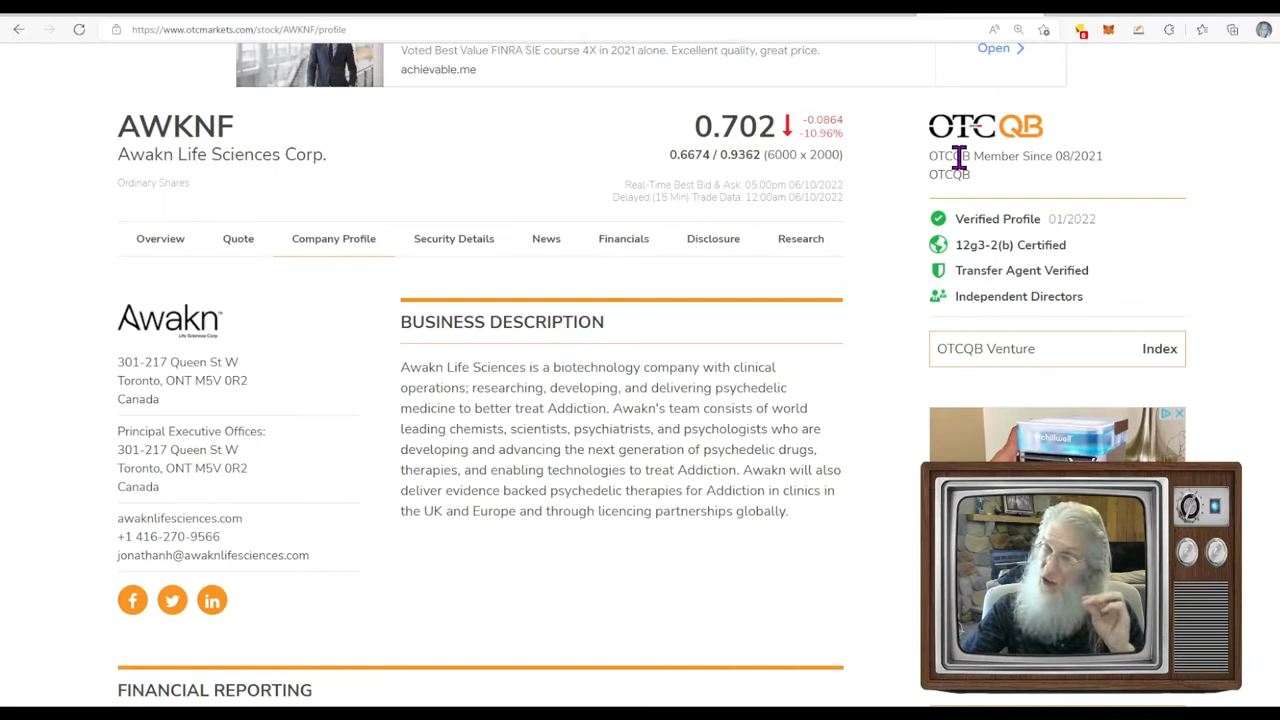 https://www.otcmarkets.com/stock/AWKNF/profile
Voted Best Value FINRA SIE course 4X in 2021 alone. Excellent quality, great price.
achievable.me
Open
AWKNF
Awakn Life Sciences Corp.
Ordinary Shares
0.702
-0.0864
-10.96%
0.6674 / 0.9362 (6000 x 2000)
Real-Time Best Bid & Ask: 05:00pm 06/10/2022
Delayed (15 Min) Trade Data: 12:00am 06/10/2022
Overview Quote Company Profile Security Details News Financials Disclosure Research
Awakn
Life Sciences Corp
301-217 Queen St W
Toronto, ONT M5V 0R2
Canada
Principal Executive Offices:
301-217 Queen St W
Toronto, ONT M5V 0R2
Canada
awaknlifesciences.com
+1 416-270-9566
jonathanh@awaknlifesciences.com
BUSINESS DESCRIPTION
Awakn Life Sciences is a biotechnology company with clinical
operations; researching, developing, and delivering psychedelic
medicine to better treat Addiction. Awakn's team consists of world
leading chemists, scientists, psychiatrists, and psychologists who are
developing and advancing the next generation of psychedelic drugs,
therapies, and enabling technologies to treat Addiction. Awakn will also
deliver evidence backed psychedelic therapies for Addiction in clinics in
the UK and Europe and through licencing partnerships globally.
FINANCIAL REPORTING
OTCQB
OTCQB Member Since 08/2021
OTCQB
Verified Profile 01/2022
12g3-2(b) Certified
Transfer Agent Verified
Independent Directors
OTCQB Venture Index
chillwell
0